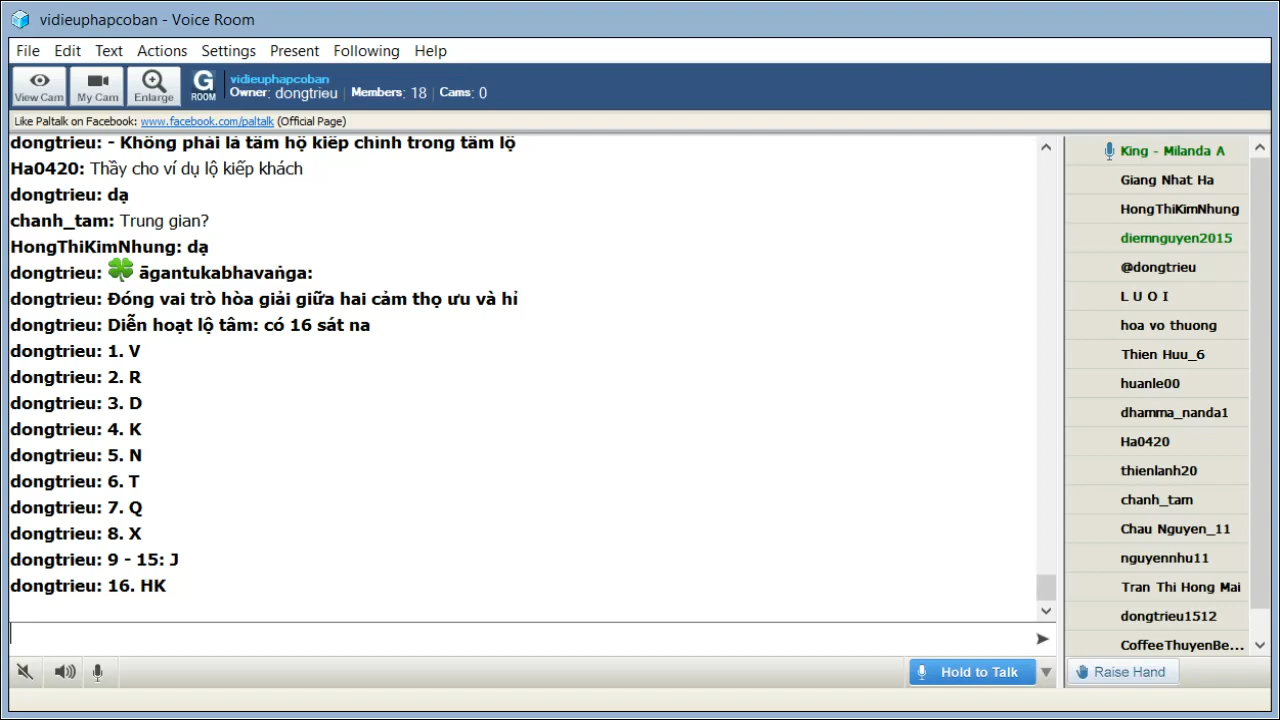 vidieuphapcoban - Voice Room
File Edit Text Actions Settings Present Following Help
View Cam My Cam Enlarge G ROOM
vidieuphapcoban
Owner: dongtrieu | Members: 18 | Cams: 0
Like Paltalk on Facebook: www.facebook.com/paltalk (Official Page)
dongtrieu: - Không phải là tâm hộ kiếp chính trong tâm lộ
Ha0420: Thầy cho ví dụ lộ kiếp khách
dongtrieu: dạ
chanh_tam: Trung gian?
HongThiKimNhung: dạ
dongtrieu: 🍀 āgantukabhavaṅga:
dongtrieu: Đóng vai trò hòa giải giữa hai cảm thọ ưu và hỉ
dongtrieu: Diễn hoạt lộ tâm: có 16 sát na
dongtrieu: 1. V
dongtrieu: 2. R
dongtrieu: 3. D
dongtrieu: 4. K
dongtrieu: 5. N
dongtrieu: 6. T
dongtrieu: 7. Q
dongtrieu: 8. X
dongtrieu: 9 - 15: J
dongtrieu: 16. HK
King - Milanda A
Giang Nhat Ha
HongThiKimNhung
diemnguyen2015
@dongtrieu
L U O I
hoa vo thuong
Thien Huu_6
huanle00
dhamma_nanda1
Ha0420
thienlanh20
chanh_tam
Chau Nguyen_11
nguyennhu11
Tran Thi Hong Mai
dongtrieu1512
CoffeeThuyenBe...
Hold to Talk
Raise Hand